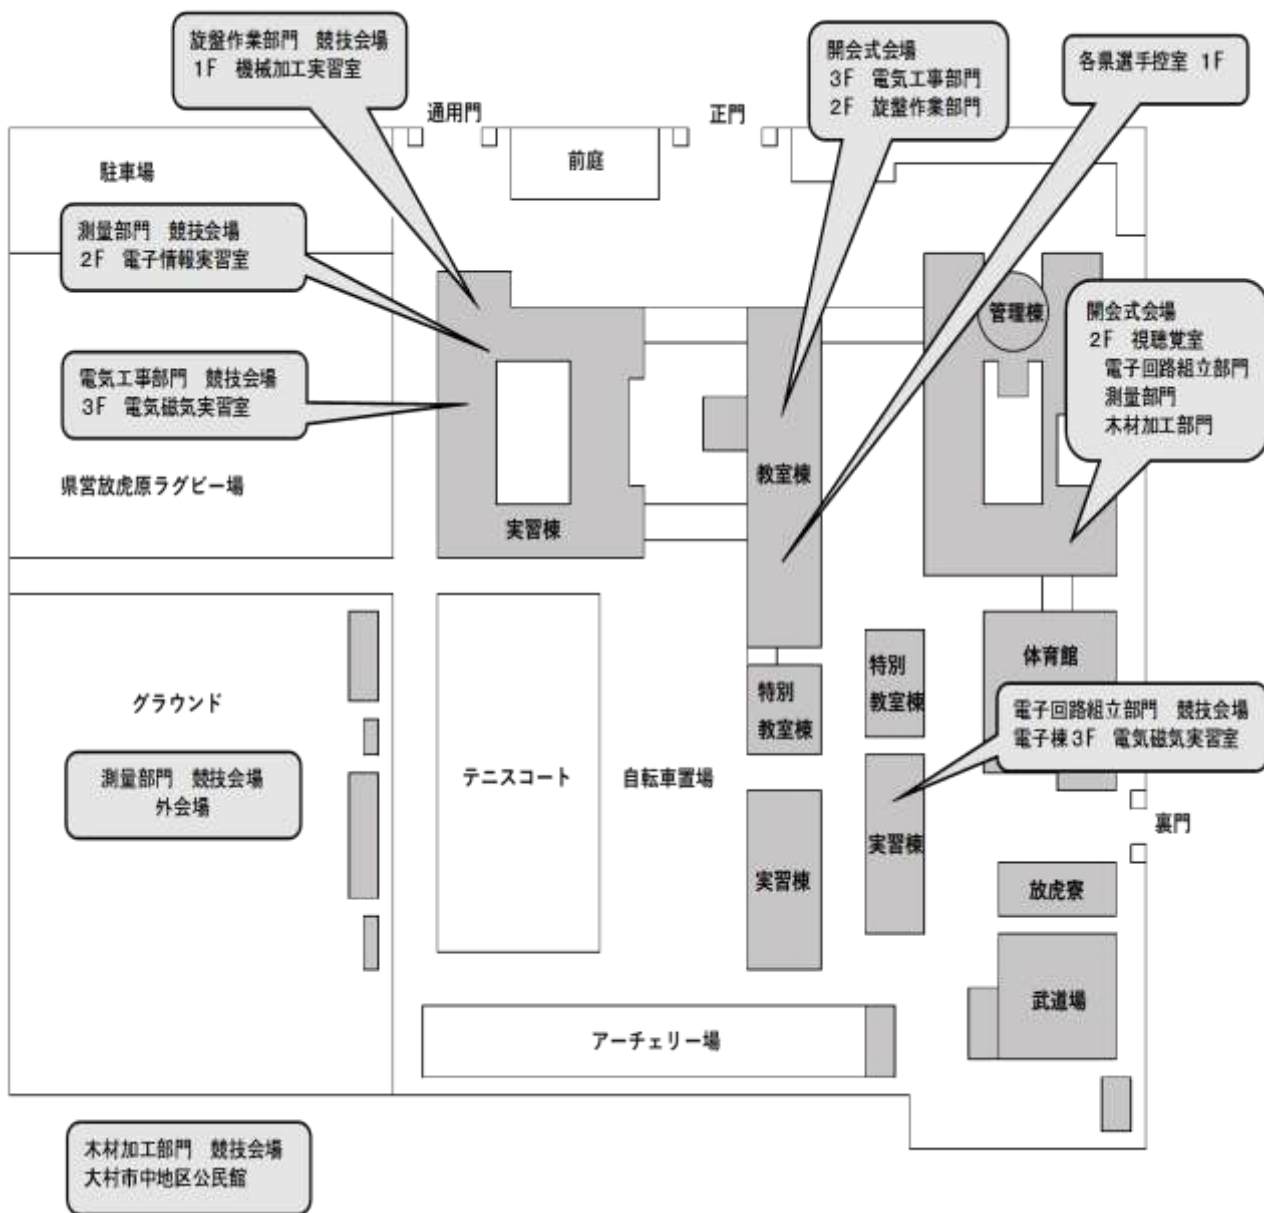 旋盤作業部門　競技会場
1F　機械加工実習室
開会式会場
3F　電気工事部門
2F　旋盤作業部門
各県選手控室 1F
通用門
正門
前庭
駐車場
測量部門　競技会場
2F　電子情報実習室
管理棟
開会式会場
2F　視聴覚室
電子回路組立部門
測量部門
木材加工部門
電気工事部門　競技会場
3F　電気磁気実習室
県営放虎原ラグビー場
教室棟
実習棟
体育館
特別
教室棟
特別
教室棟
グラウンド
電子回路組立部門　競技会場
電子棟3F　電気磁気実習室
測量部門　競技会場
外会場
テニスコート
自転車置場
裏門
実習棟
実習棟
放虎寮
武道場
アーチェリー場
木材加工部門　競技会場
大村市中地区公民館